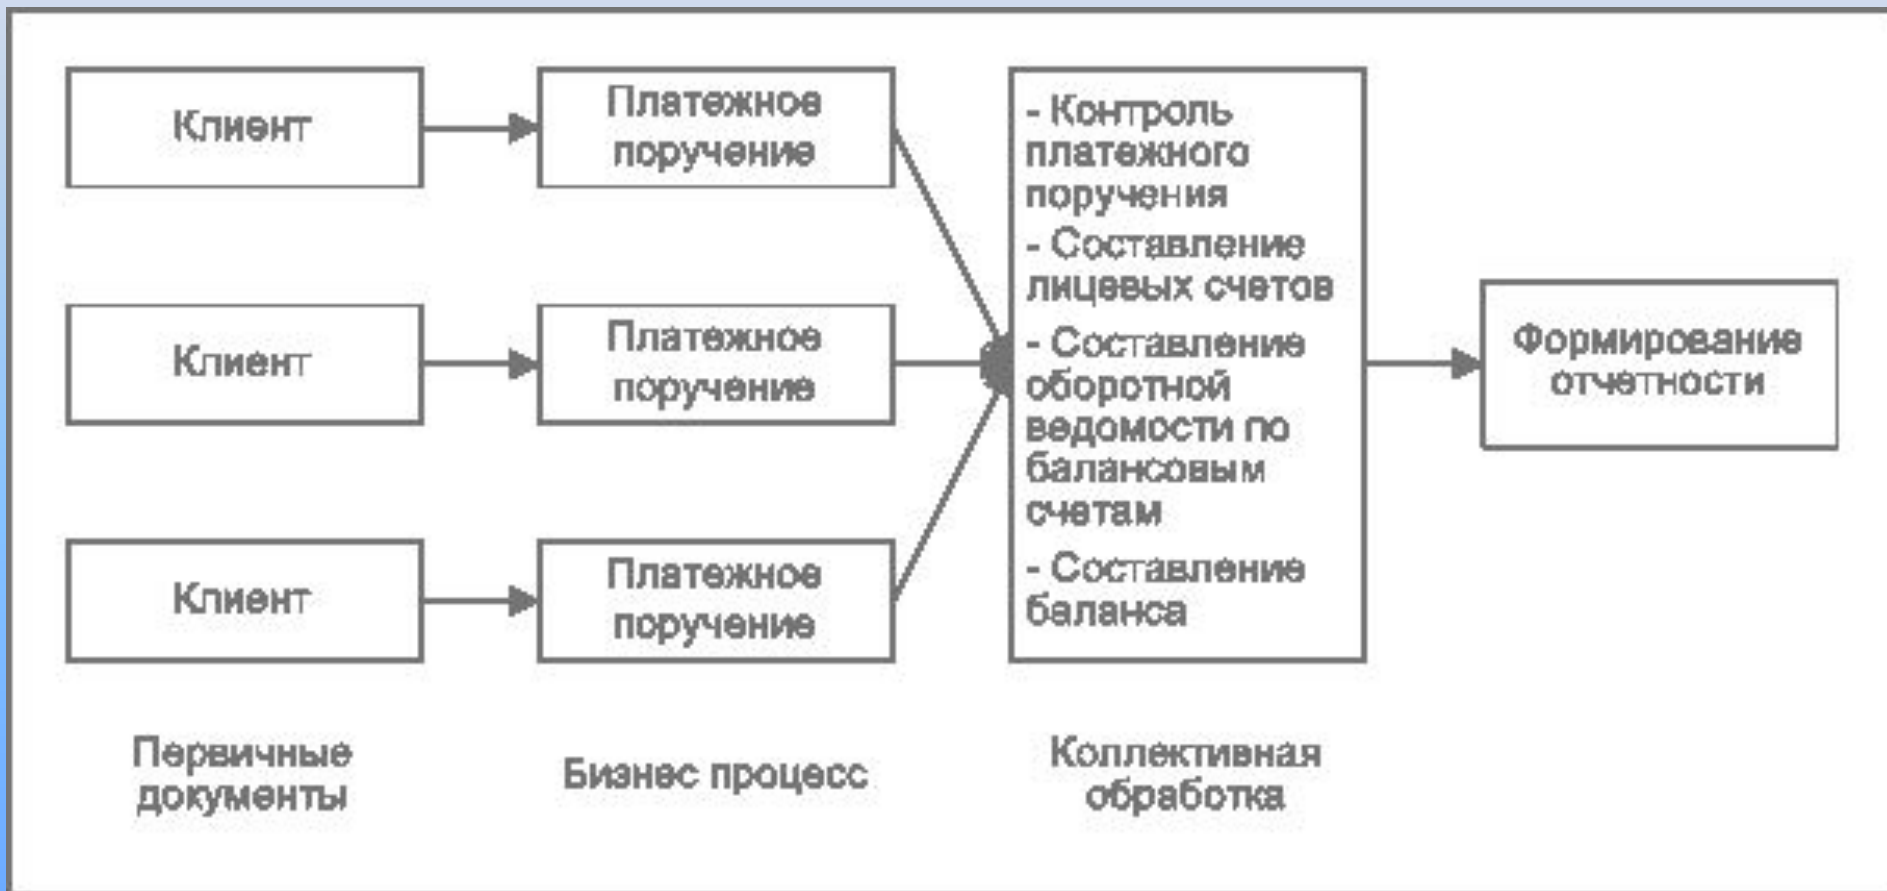 Клиент
Платежное
поручение
- Контроль
платежного
поручения
- Составление
лицевых счетов
Клиент
Платежное
поручение
- Составление
оборотной
ведомости по
балансовым
счетам
Формирование
отчетности
Клиент
Платежное
поручение
- Составление
баланса
Первичные
документы
Бизнес процесс
Коллективная
обработка